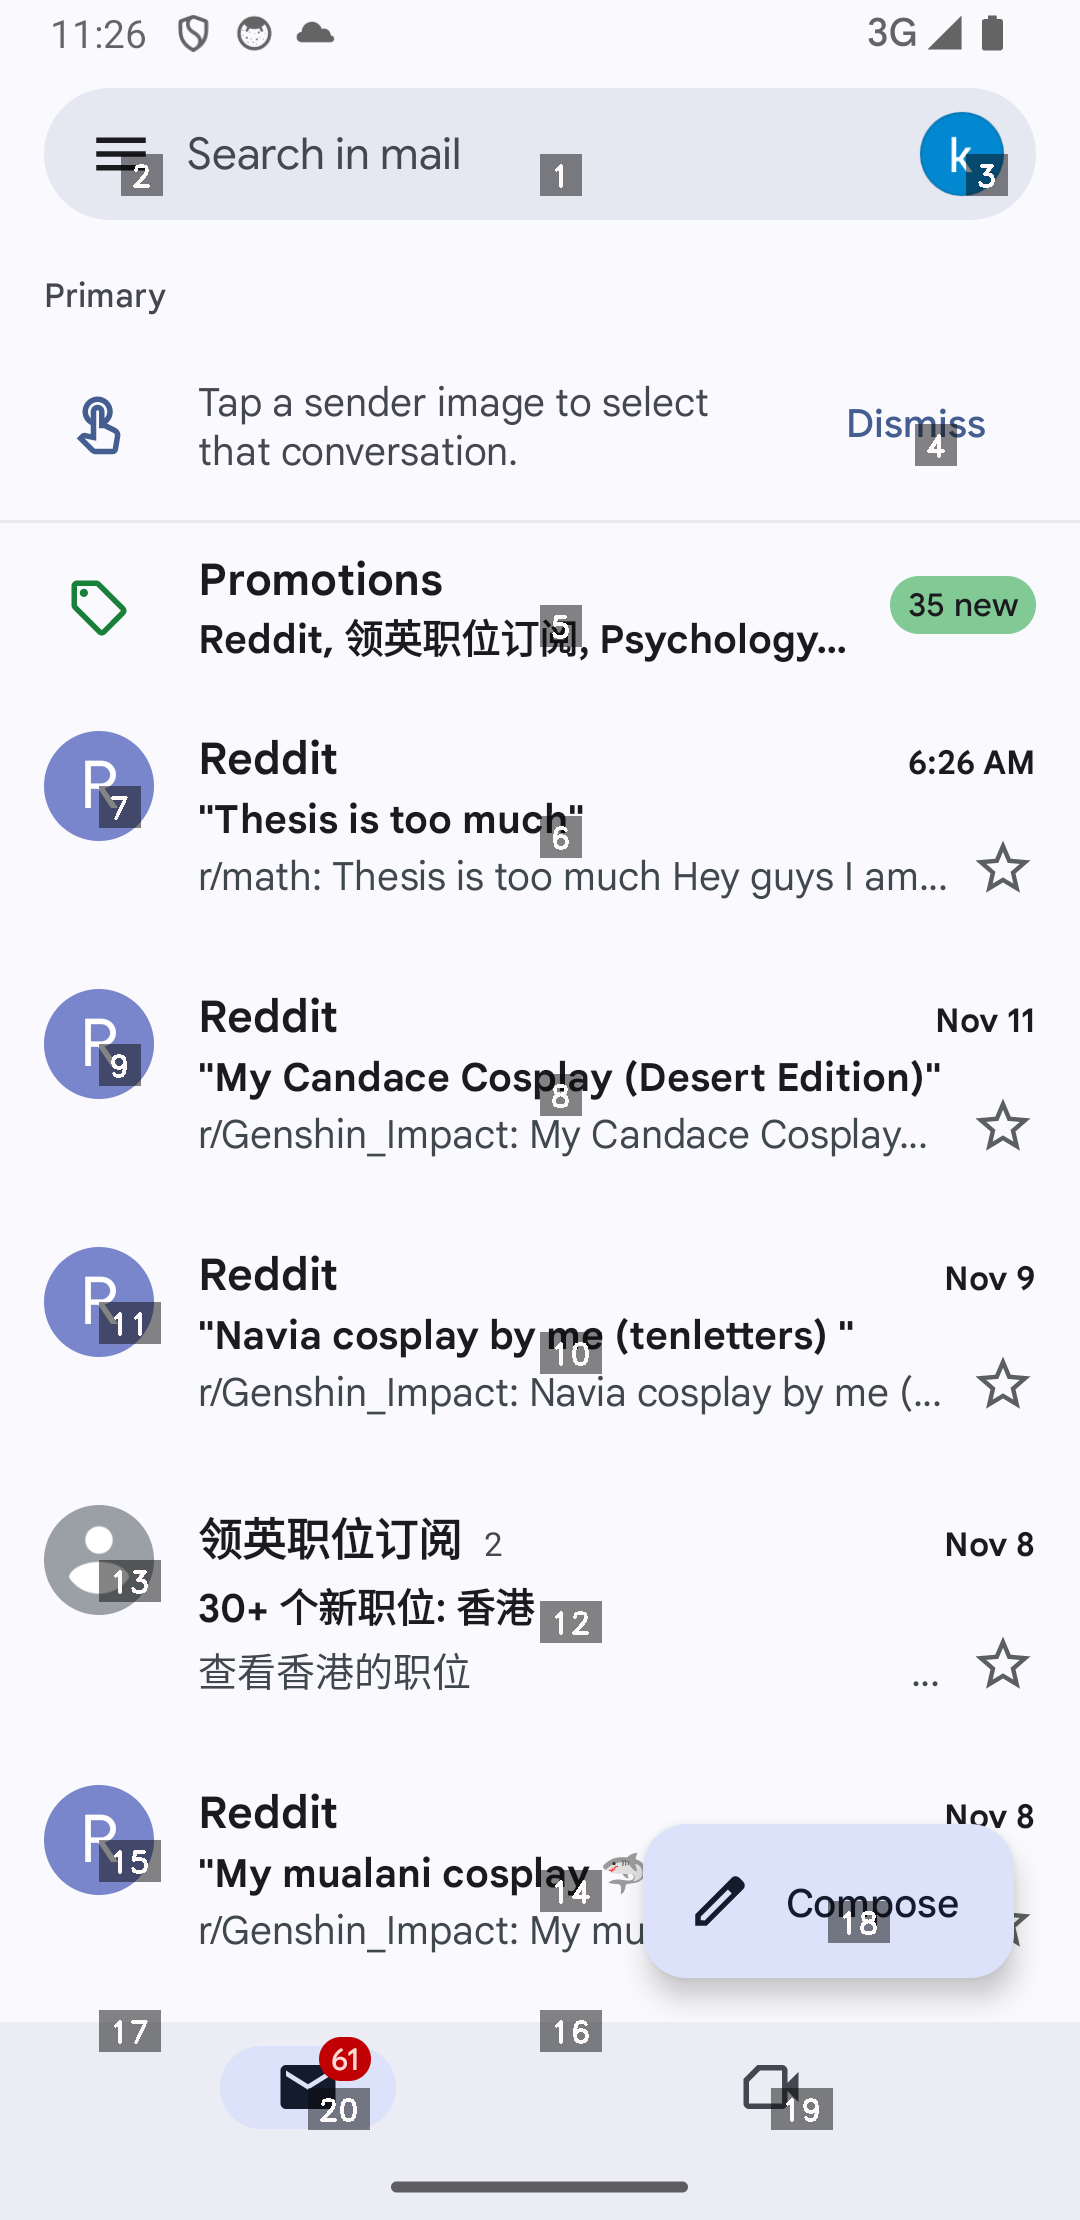 11:26
3G
Search in mail
k
2
1
3
Primary
Tap a sender image to select
that conversation.
Dismiss
4
Promotions
35 new
5
Reddit, 领英职位订阅, Psychology...
R
7
Reddit
6:26 AM
"Thesis is too much"
6
r/math: Thesis is too much Hey guys I am...
R
9
Reddit
Nov 11
"My Candace Cosplay (Desert Edition)"
8
r/Genshin_Impact: My Candace Cosplay...
R
11
Reddit
Nov 9
"Navia cosplay by me (tenletters) "
10
r/Genshin_Impact: Navia cosplay by me (...
13
领英职位订阅 2
Nov 8
30+ 个新职位: 香港
12
查看香港的职位 ...
R
15
Reddit
Nov 8
"My mualani cosplay 🦈
14
r/Genshin_Impact: My mu
Compose
18
17
16
61
20
19